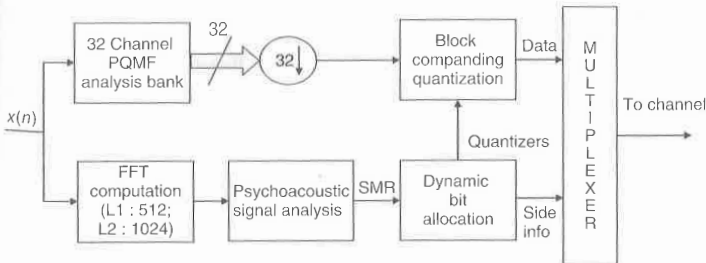 32 Channel
PQMF
analysis bank
32
32↓
Block
companding
quantization
Data
MULTIPLEXER
To channel
x(n)
Quantizers
FFT
computation
(L1 : 512;
L2 : 1024)
Psychoacoustic
signal analysis
SMR
Dynamic
bit
allocation
Side
info